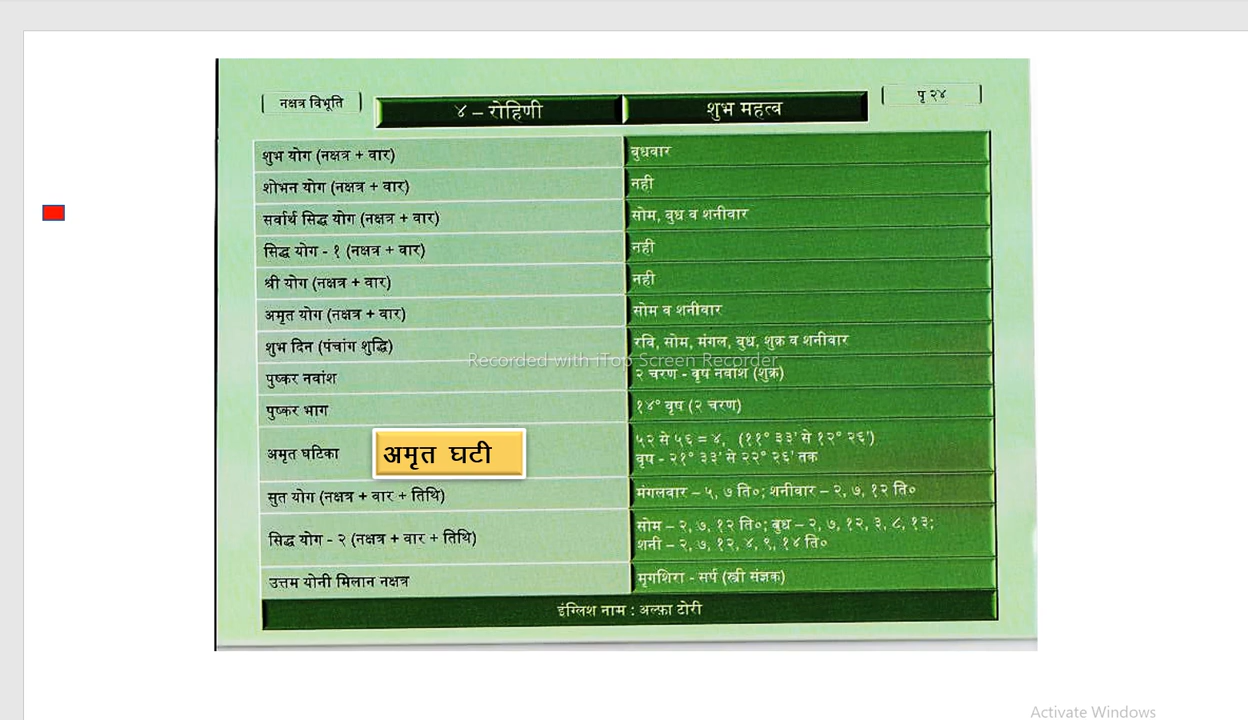 नक्षत्र विभूति
४ – रोहिणी
शुभ महत्व
पृ २४
शुभ योग (नक्षत्र + वार)
बुधवार
शोभन योग (नक्षत्र + वार)
नही
सर्वार्थ सिद्ध योग (नक्षत्र + वार)
सोम, बुध व शनीवार
सिद्ध योग - १ (नक्षत्र + वार)
नही
श्री योग (नक्षत्र + वार)
नही
अमृत योग (नक्षत्र + वार)
सोम व शनीवार
शुभ दिन (पंचांग शुद्धि)
रवि, सोम, मंगल, बुध, शुक्र व शनीवार
Recorded with iTop Screen Recorder
पुष्कर नवांश
२ चरण - वृष नवांश (शुक्र)
पुष्कर भाग
१४° वृष (२ चरण)
अमृत घटिका
अमृत घटी
५२ से ५६ = ४, (११° ३३' से १२° २६')
वृष - २१° ३३' से २२° २६' तक
सुत योग (नक्षत्र + वार + तिथि)
मंगलवार – ५, ७ ति०; शनीवार – २, ७, १२ ति०
सिद्ध योग - २ (नक्षत्र + वार + तिथि)
सोम – २, ७, १२ ति०; बुध – २, ७, १२, ३, ८, १३;
शनी – २, ७, १२, ४, ९, १४ ति०
उत्तम योनी मिलान नक्षत्र
मृगशिरा - सर्प (स्त्री संज्ञक)
इंग्लिश नाम : अल्फ़ा टोरी
Activate Windows